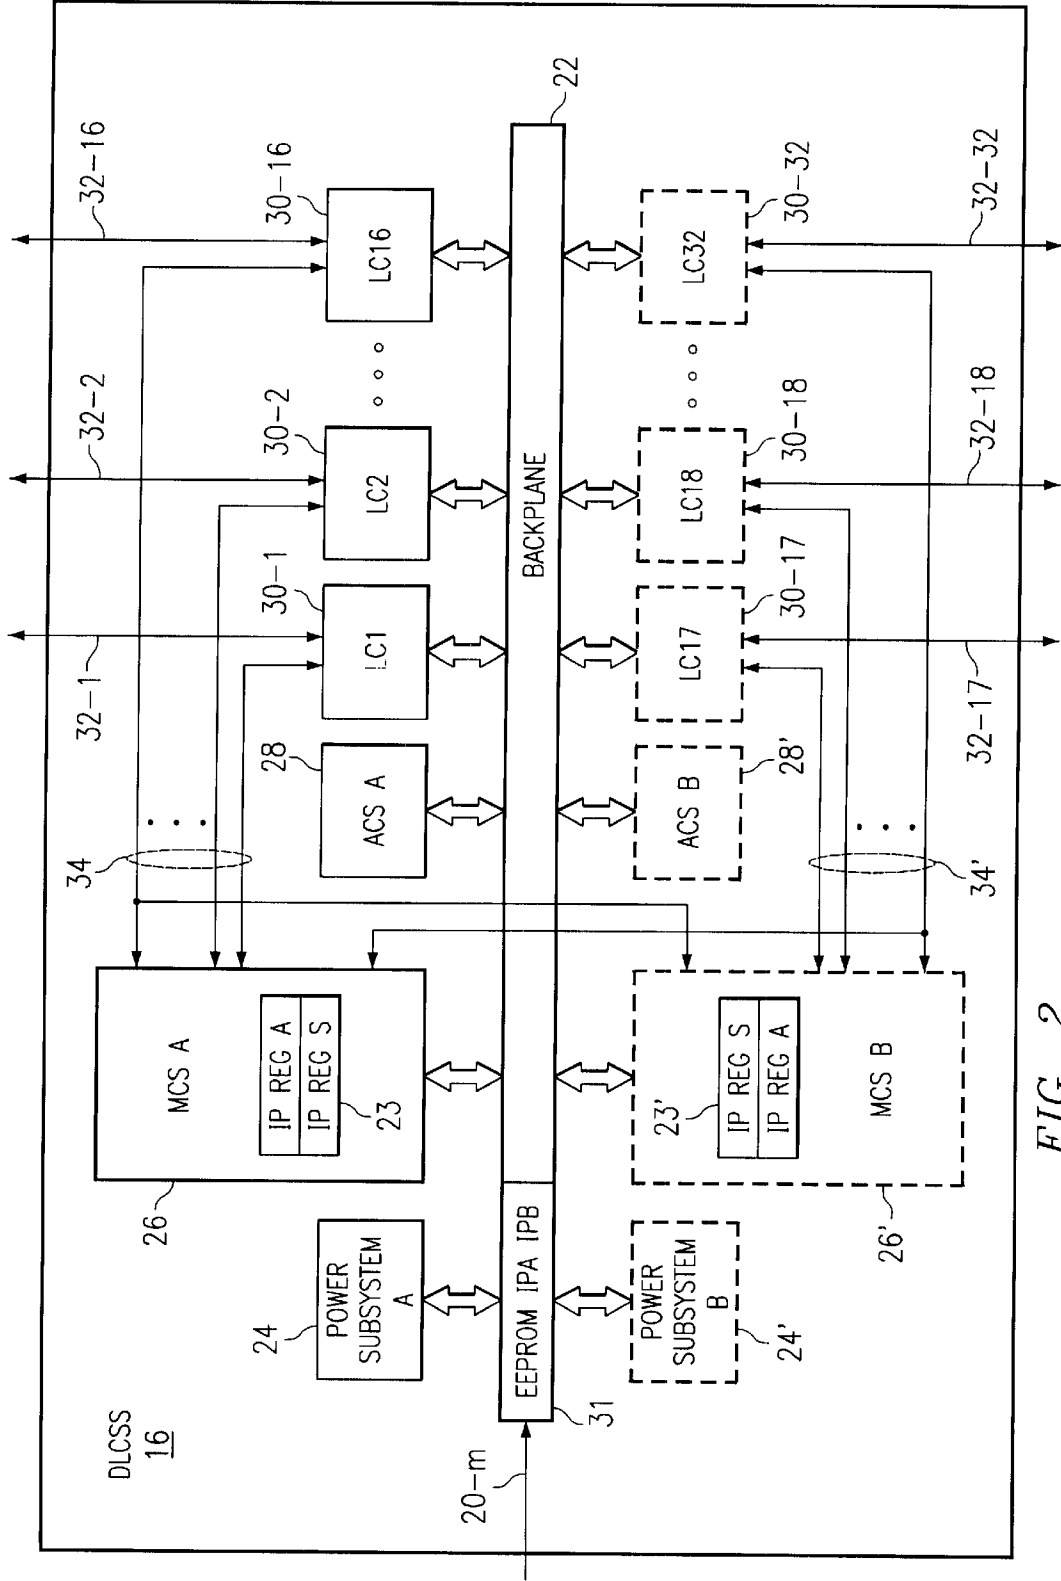 DLCSS
16
20-m
24
POWER
SUBSYSTEM
A
26
MCS A
IP REG A
IP REG S
23
34
ACS A
28
32-1
LC1
30-1
32-2
LC2
30-2
32-16
LC16
30-16
EEPROM IPA IPB
31
BACKPLANE
22
POWER
SUBSYSTEM
B
24'
23'
IP REG S
IP REG A
MCS B
26'
34'
ACS B
28'
LC17
30-17
32-17
LC18
30-18
32-18
LC32
30-32
32-32
FIG. 2